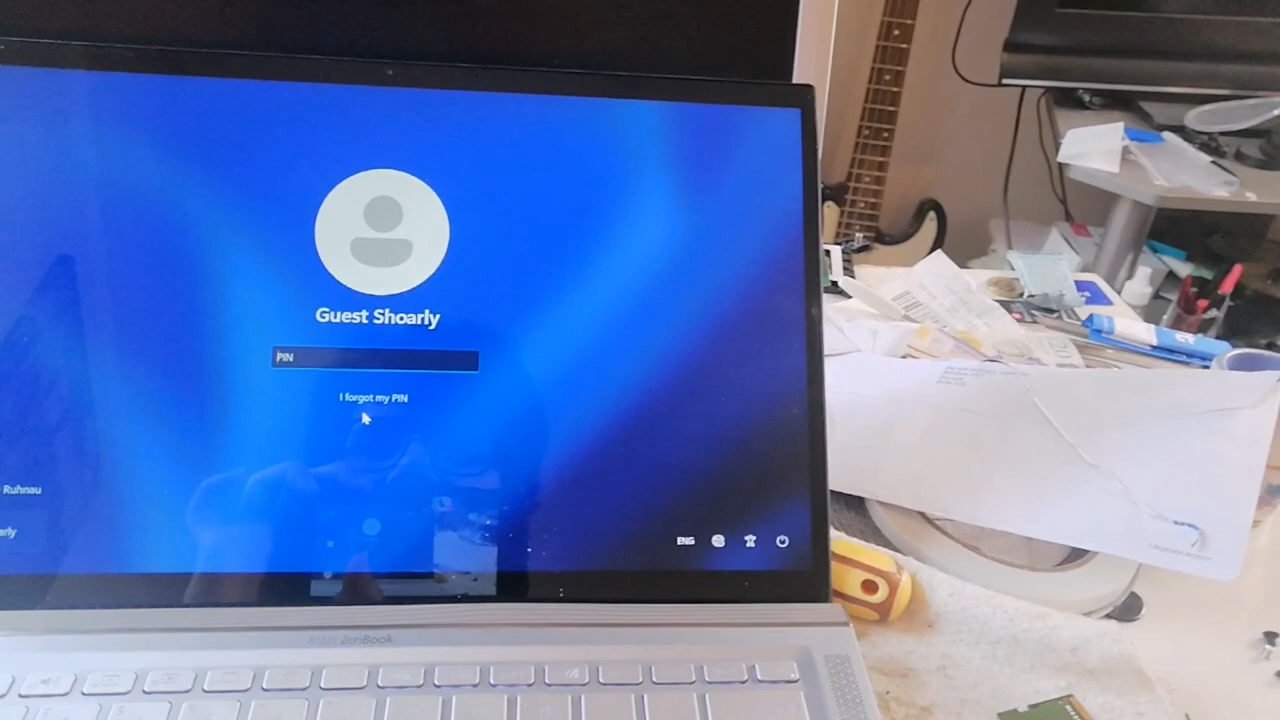 Guest Shoarly
PIN
I forgot my PIN
Ruhnau
arly
ENG
ASUS ZenBook